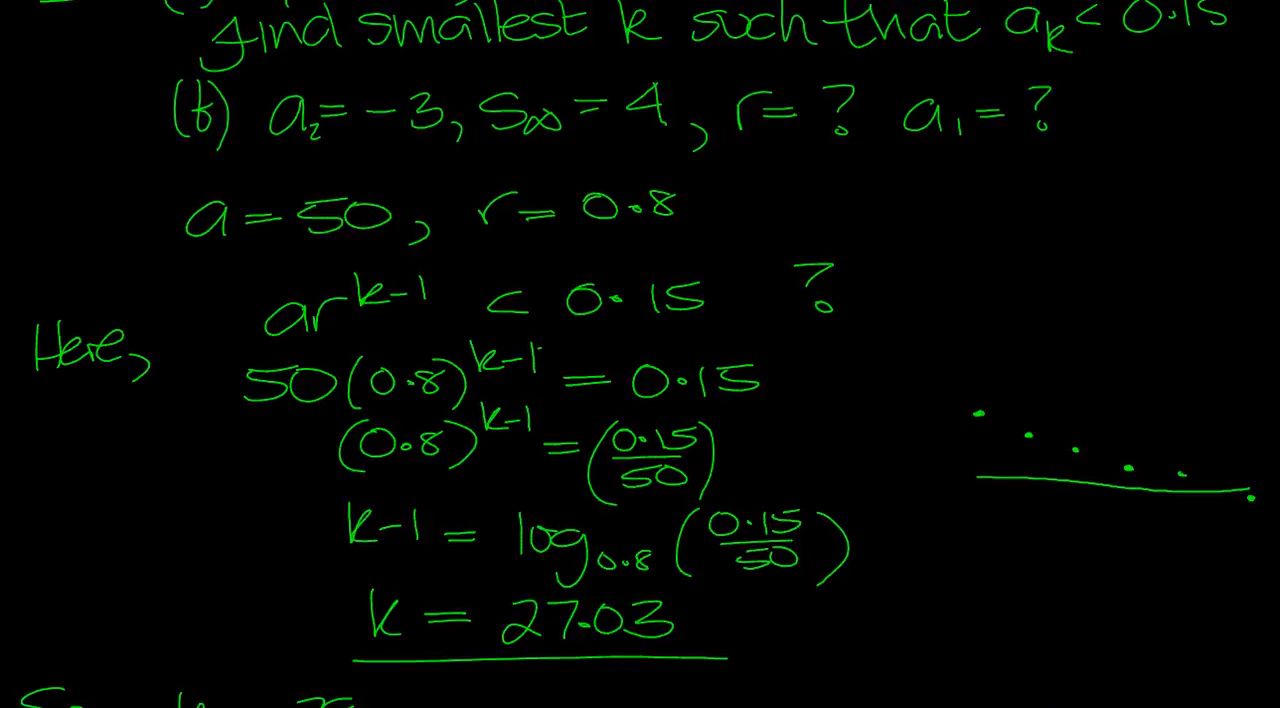 find smallest k such that a_k < 0.15
(b) a_2 = -3, S_∞ = 4, r = ? a_1 = ?
a = 50, r = 0.8
ar^{k-1} < 0.15 ?
Here,
50(0.8)^{k-1} = 0.15
(0.8)^{k-1} = (0.15/50)
k-1 = log_{0.8} (0.15/50)
k = 27.03